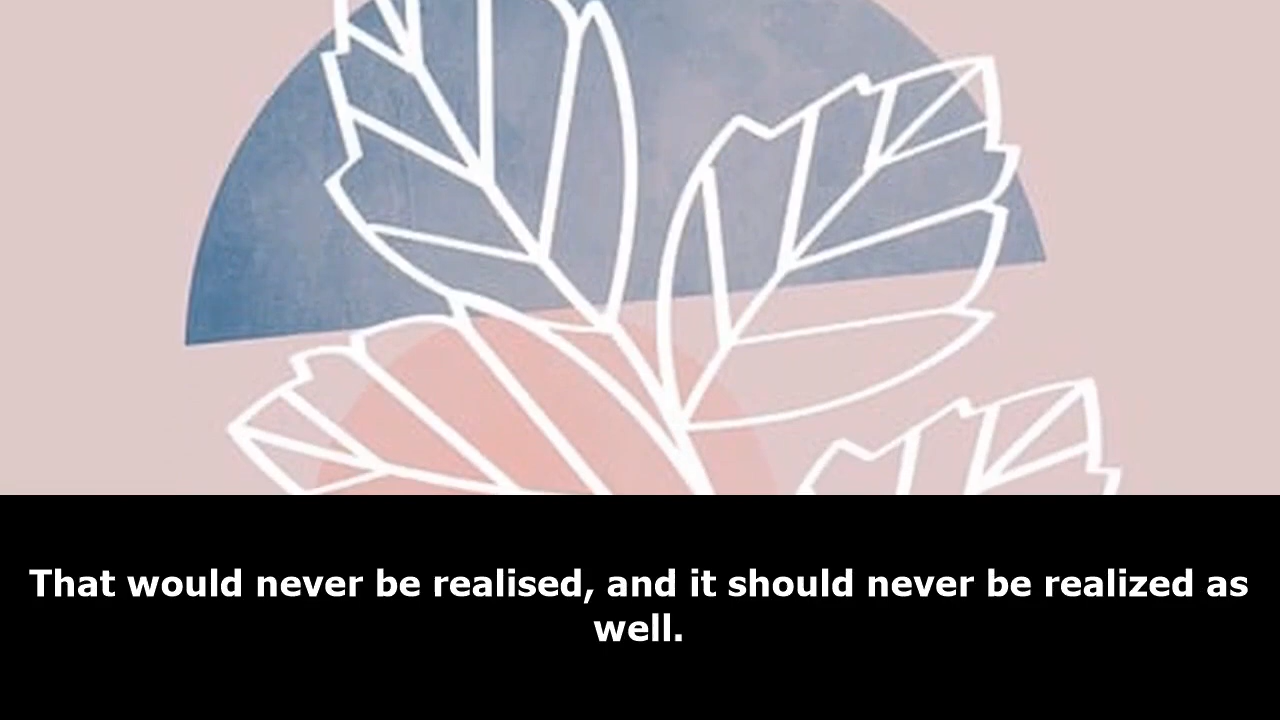 That would never be realised, and it should never be realized as
well.